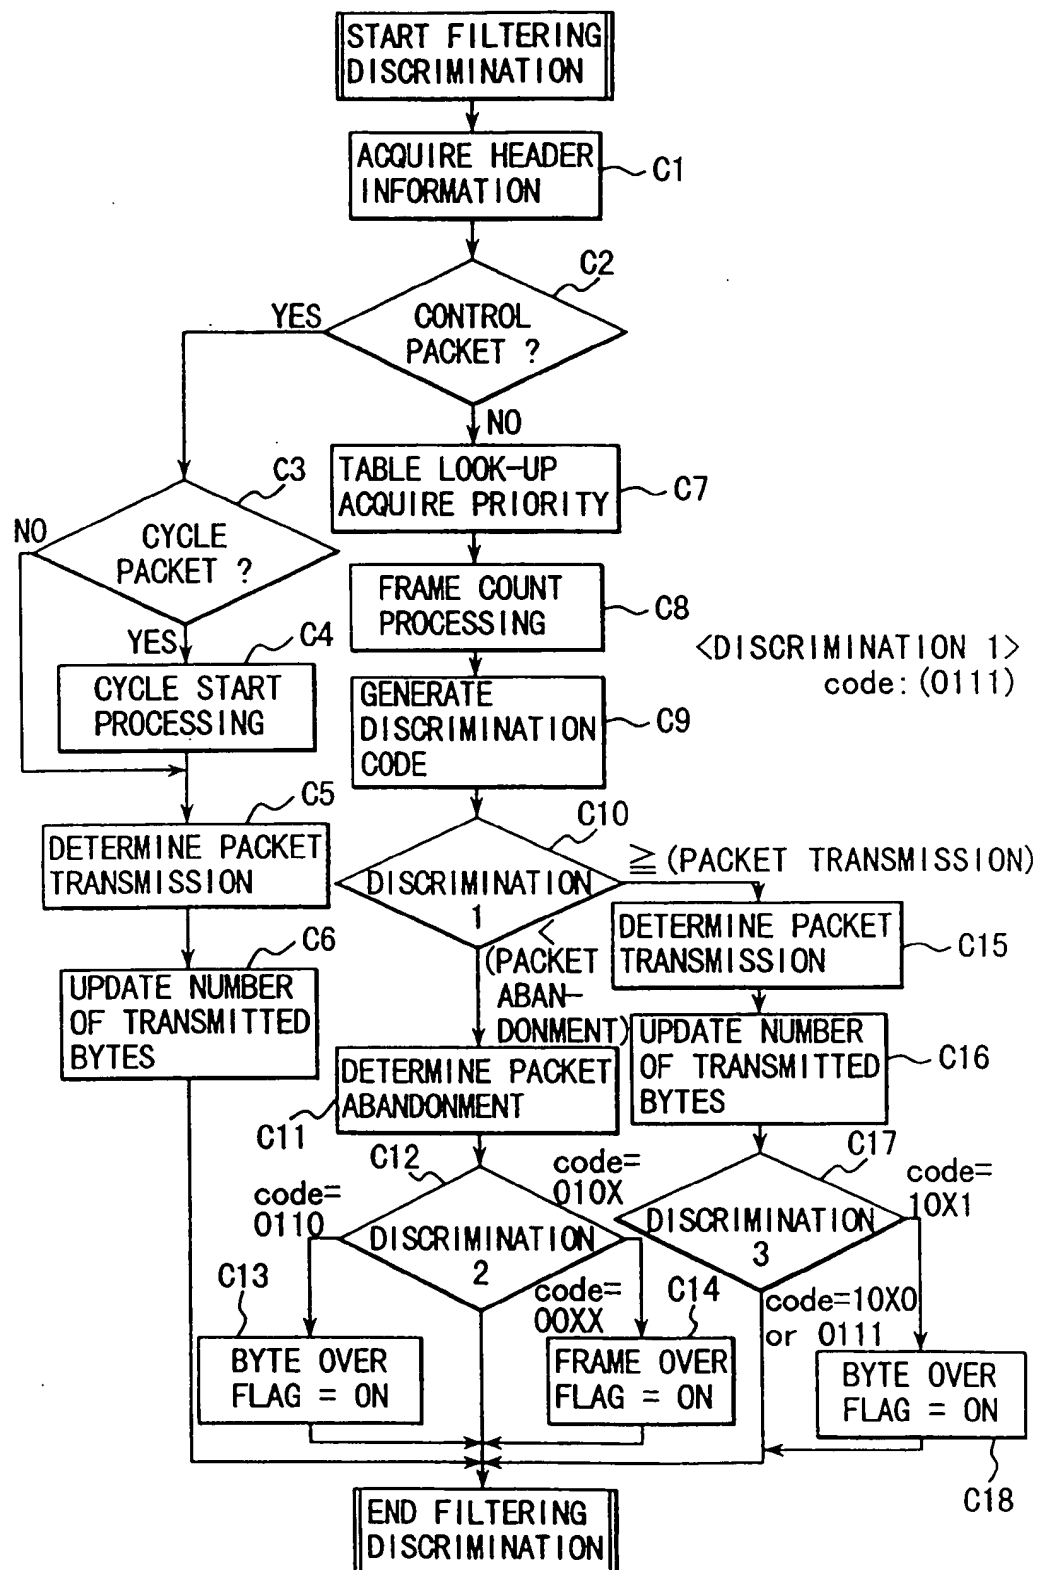 START FILTERING
DISCRIMINATION
ACQUIRE HEADER
INFORMATION
C1
C2
YES
CONTROL
PACKET ?
NO
C3
TABLE LOOK-UP
ACQUIRE PRIORITY
C7
NO
CYCLE
PACKET ?
YES
C4
FRAME COUNT
PROCESSING
C8
<DISCRIMINATION 1>
code:(0111)
CYCLE START
PROCESSING
GENERATE
DISCRIMINATION
CODE
C9
C5
C10
DETERMINE PACKET
TRANSMISSION
DISCRIMINATION
1
≧(PACKET TRANSMISSION)
<
(PACKET
ABAN-
DONMENT)
DETERMINE PACKET
TRANSMISSION
C15
C6
UPDATE NUMBER
OF TRANSMITTED
BYTES
UPDATE NUMBER
OF TRANSMITTED
BYTES
C16
DETERMINE PACKET
ABANDONMENT
C11
C12
C17
code=
0110
code=
010X
DISCRIMINATION
2
code=
00XX
DISCRIMINATION
3
code=
10X1
code=10X0
or 0111
C13
BYTE OVER
FLAG = ON
C14
FRAME OVER
FLAG = ON
BYTE OVER
FLAG = ON
C18
END FILTERING
DISCRIMINATION